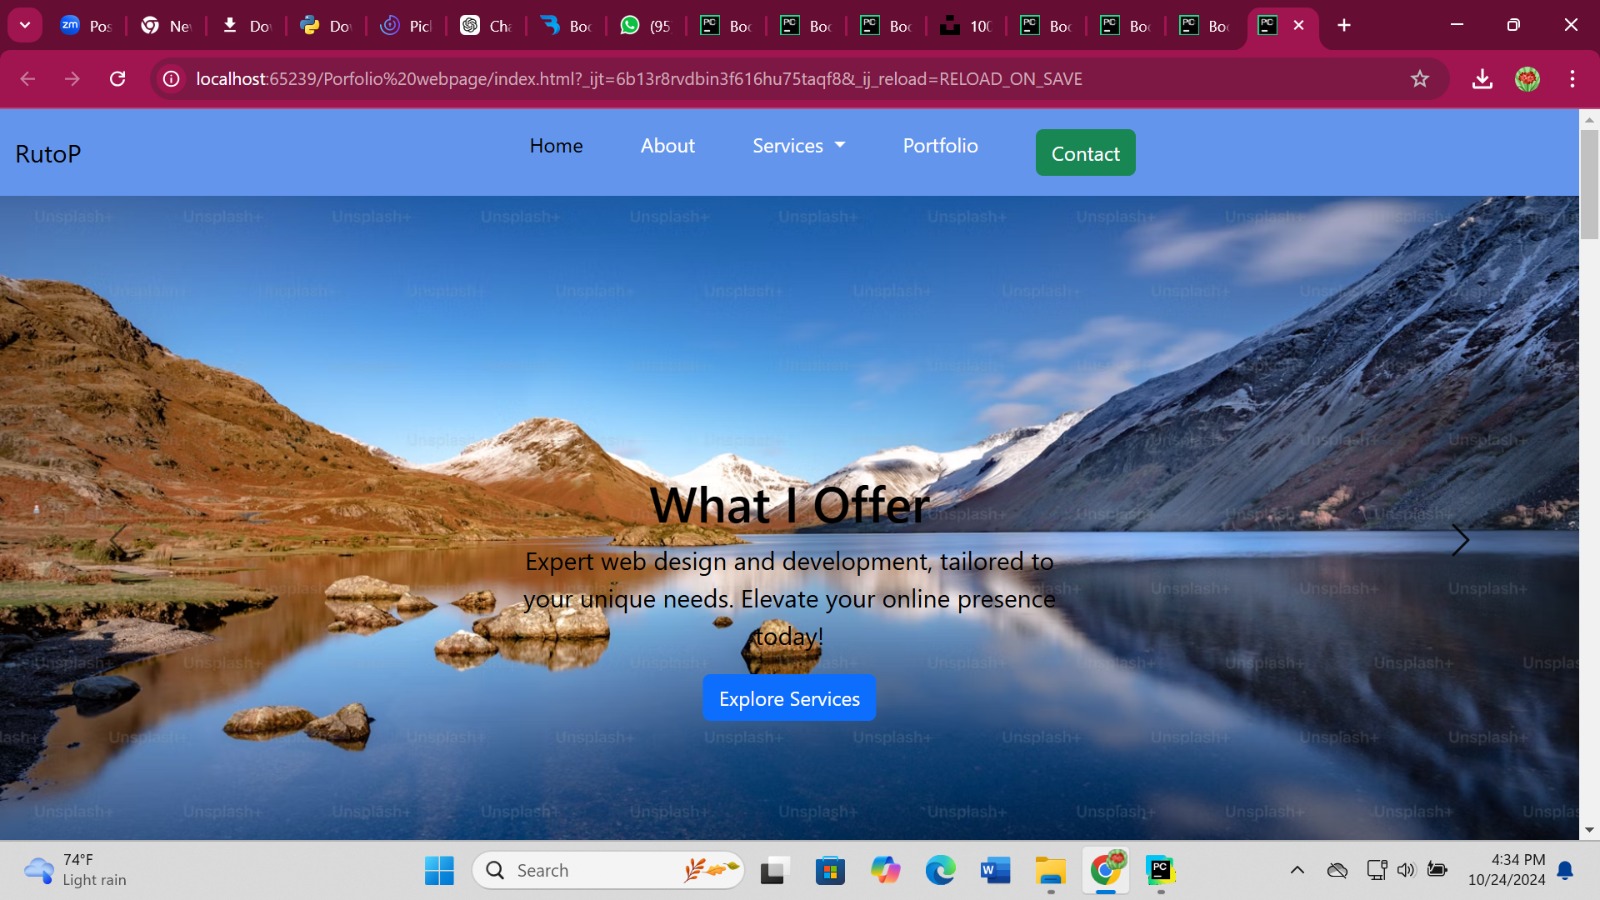 Pos
Ne
Do
Do
Pic
Cha
Boo
(95
Boo
Boo
Boo
100
Boo
Boo
Boo
localhost:65239/Porfolio%20webpage/index.html?_ijt=6b13r8rvdbin3f616hu75taqf8&_ij_reload=RELOAD_ON_SAVE
RutoP
Home
About
Services
Portfolio
Contact
Unsplash+
What I Offer
Expert web design and development, tailored to
your unique needs. Elevate your online presence
today!
Explore Services
74°F
Light rain
Search
4:34 PM
10/24/2024